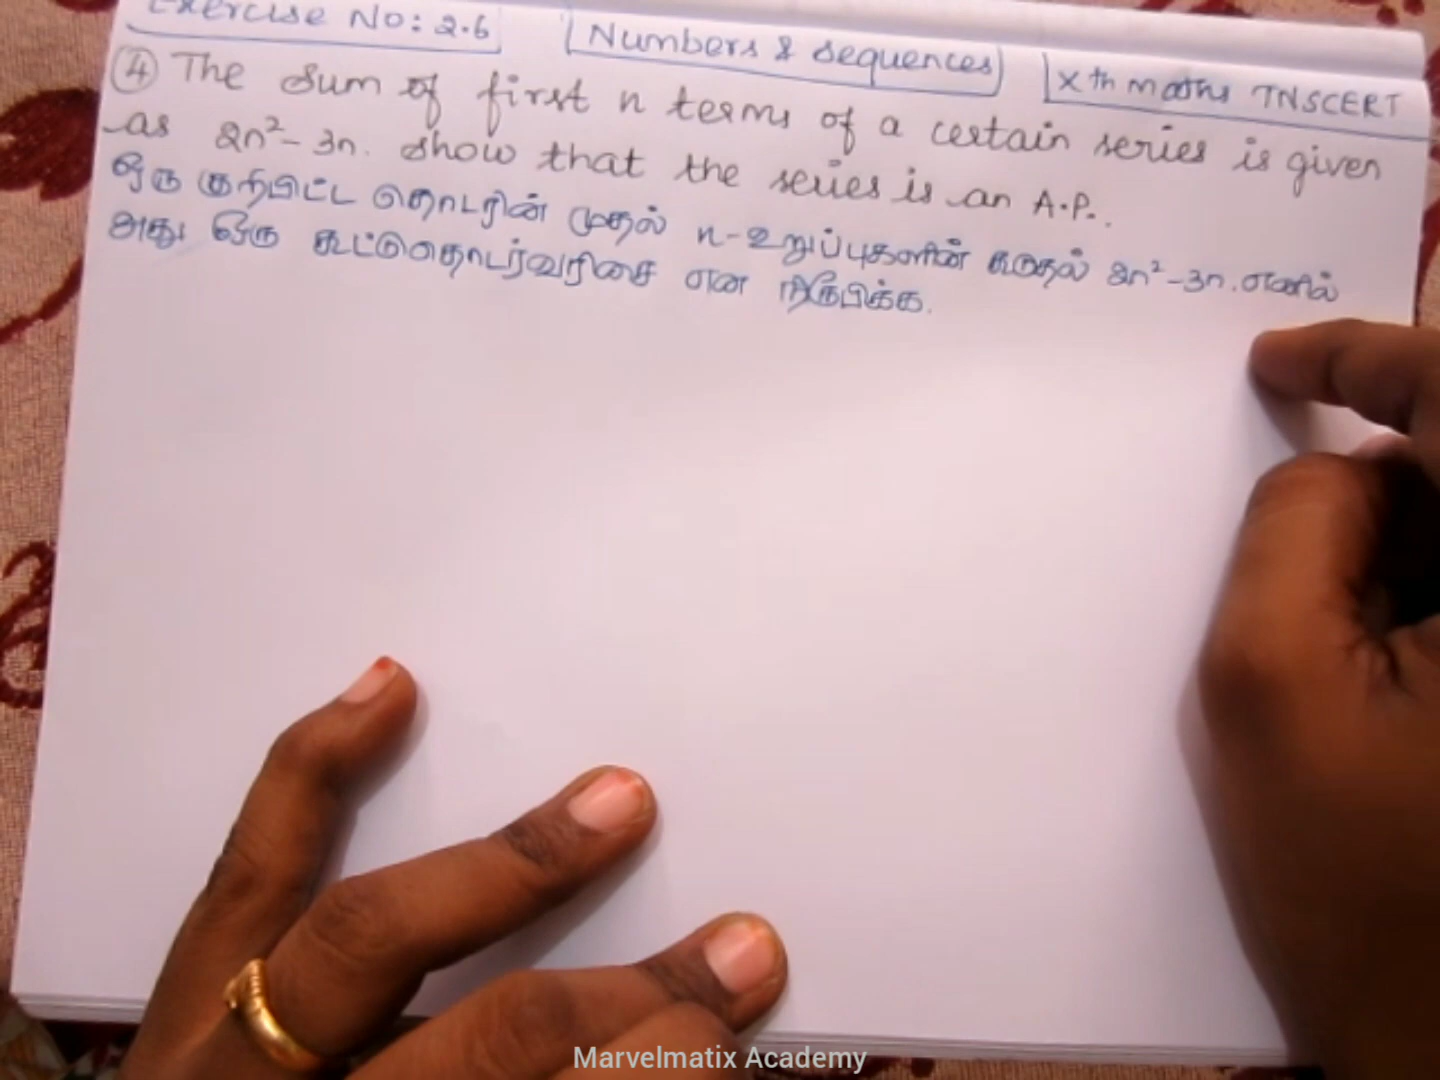 Exercise No: 2.6 Numbers & Sequences Xth maths TNSCERT
④ The Sum of first n terms of a certain series is given
as 2n²- 3n. Show that the series is an A.P.
ஒரு குறிப்பிட்ட தொடரின் முதல் n-உறுப்புகளின் கூடுதல் 2n²-3n. எனில்
அது ஒரு கூட்டுதொடர்வரிசை என நிரூபிக்க.
Marvelmatix Academy